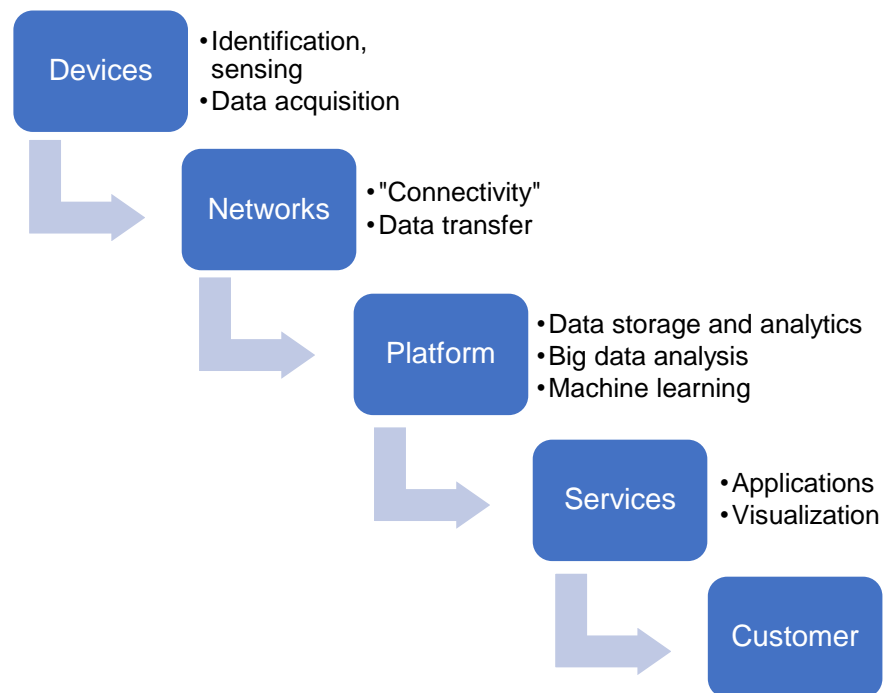 Devices
•Identification,
sensing
•Data acquisition
Networks
•"Connectivity"
•Data transfer
Platform
•Data storage and analytics
•Big data analysis
•Machine learning
Services
•Applications
•Visualization
Customer